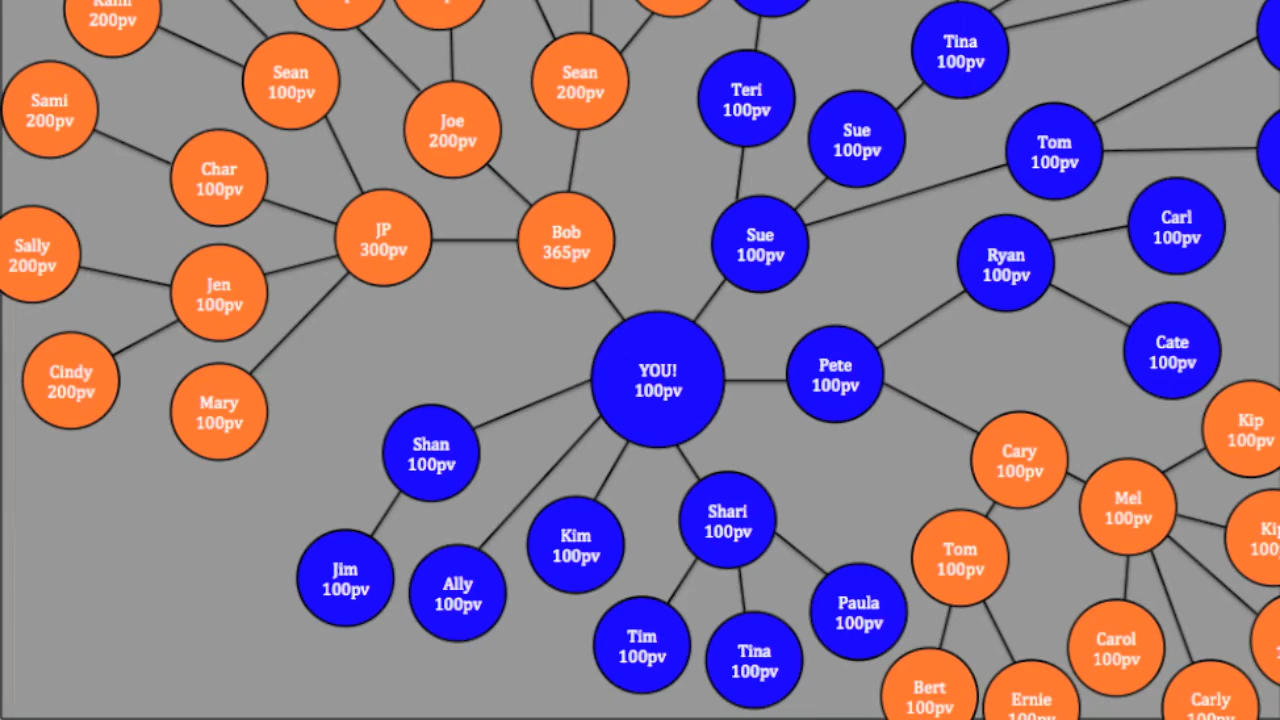 200pv
Sean
100pv
Sean
200pv
Tina
100pv
Teri
100pv
Sami
200pv
Joe
200pv
Sue
100pv
Tom
100pv
Char
100pv
JP
300pv
Bob
365pv
Sue
100pv
Carl
100pv
Sally
200pv
Ryan
100pv
Jen
100pv
Cindy
200pv
Mary
100pv
YOU!
100pv
Pete
100pv
Cate
100pv
Shan
100pv
Cary
100pv
Kip
100pv
Mel
100pv
Kim
100pv
Shari
100pv
Jim
100pv
Ally
100pv
Tom
100pv
Paula
100pv
Tim
100pv
Tina
100pv
Carol
100pv
Bert
100pv
Ernie
100pv
Carly
100pv